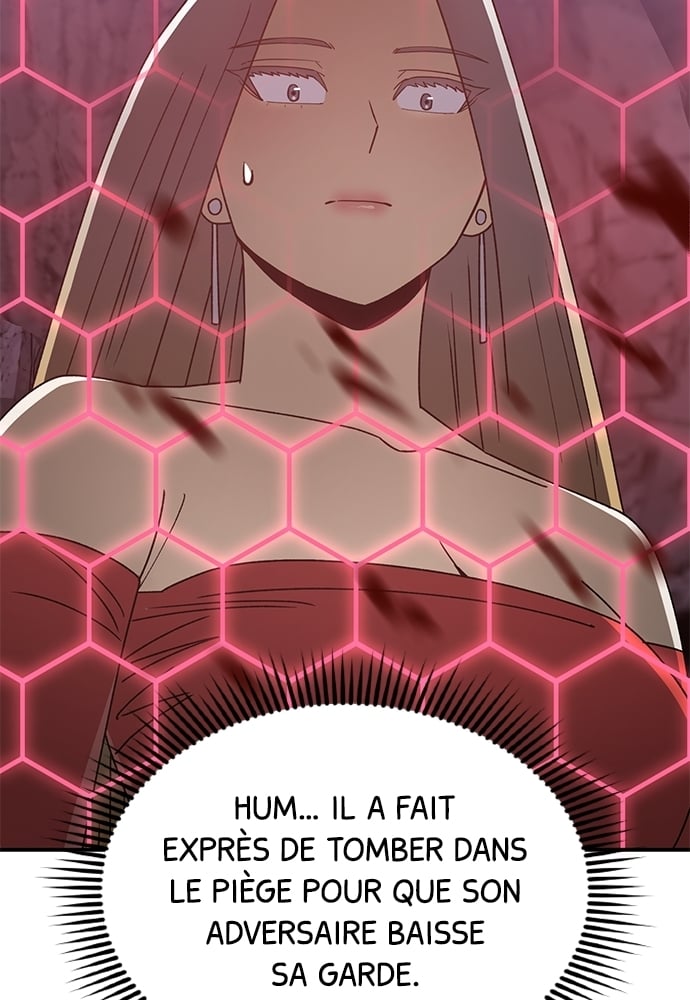 HUM... IL A FAIT
EXPRÈS DE TOMBER DANS
LE PIÈGE POUR QUE SON
ADVERSAIRE BAISSE
SA GARDE.